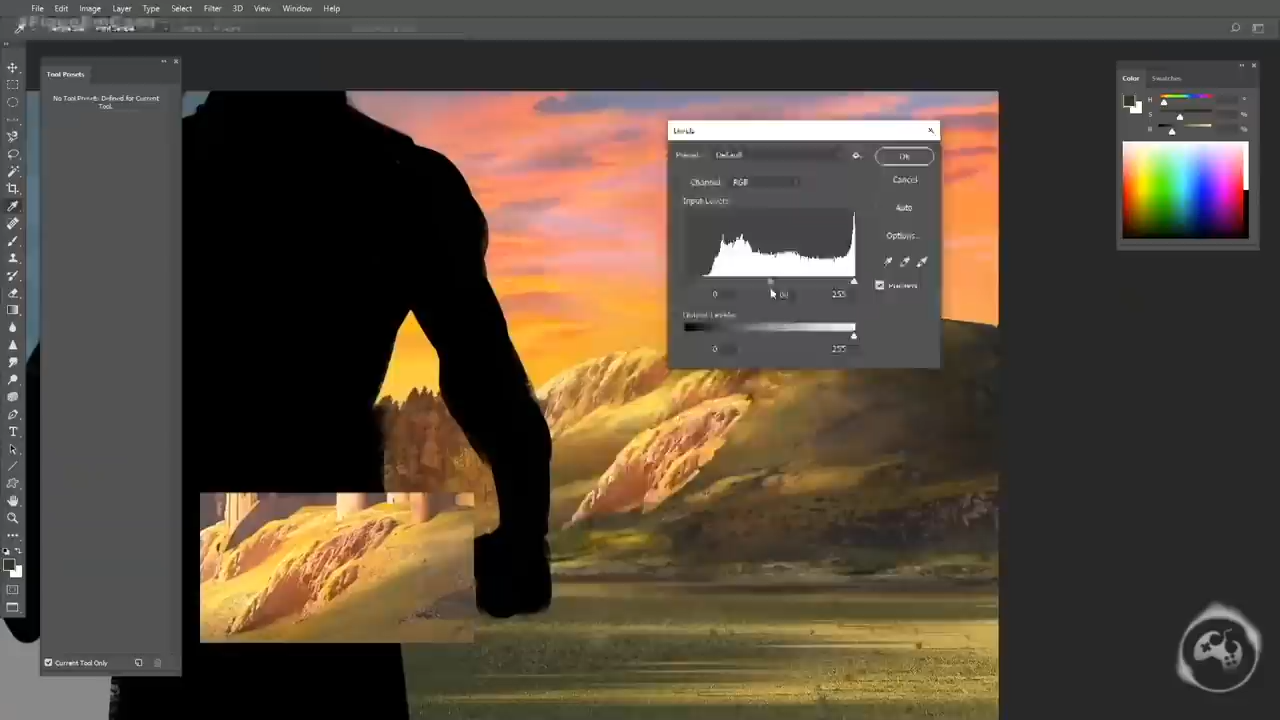 File Edit Image Layer Type Select Filter 3D View Window Help
Tool Presets
No Tool Presets Defined for Current
Tool.
Current Tool Only
Levels
Preset: Default
OK
Channel: RGB
Cancel
Input Levels:
Auto
Options...
0 255
Preview
Output Levels:
0 255
Color Swatches
H
S %
B %